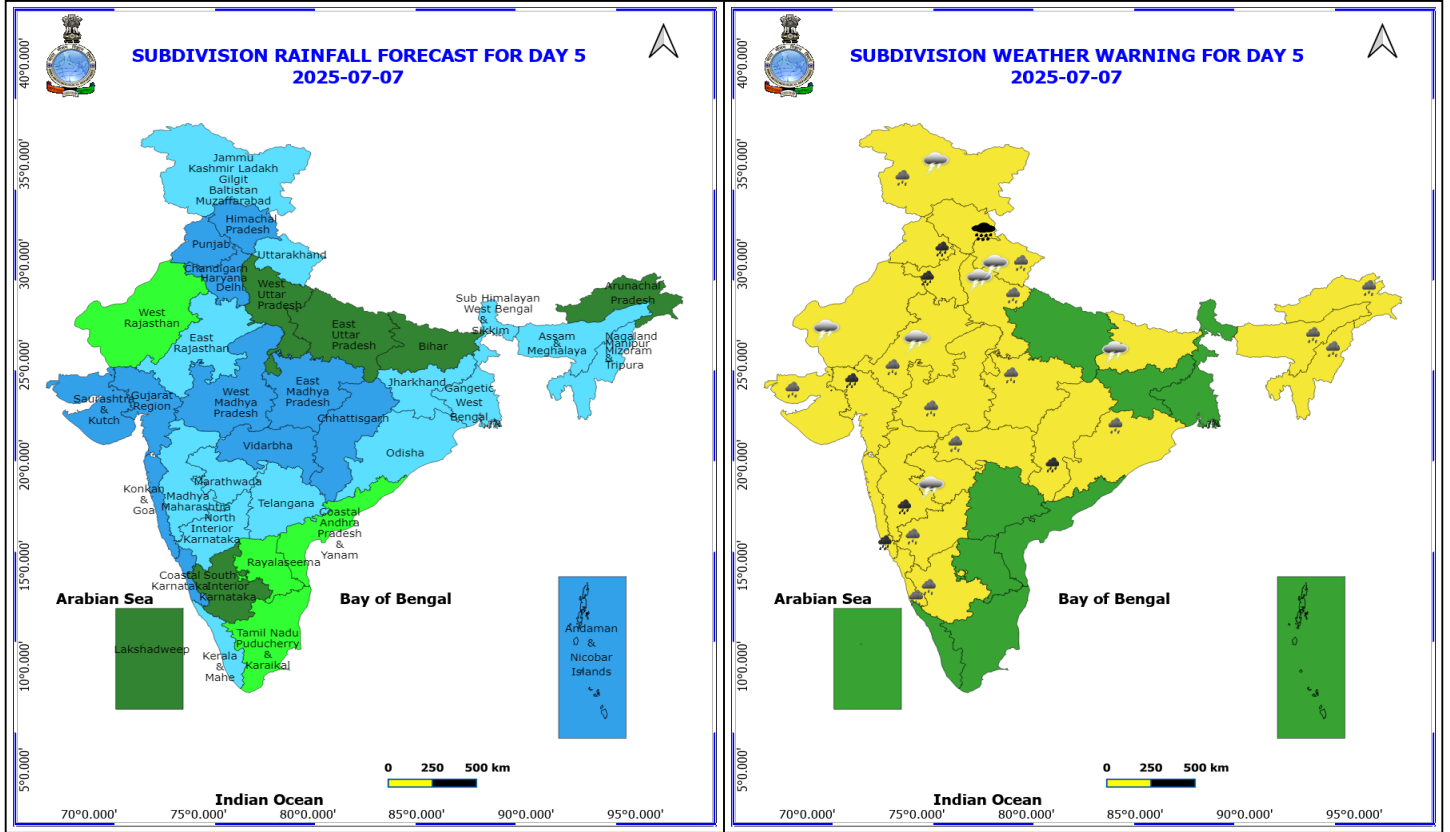 SUBDIVISION RAINFALL FORECAST FOR DAY 5
2025-07-07
40°0.000'
35°0.000'
30°0.000'
25°0.000'
20°0.000'
15°0.000'
10°0.000'
5°0.000'
Jammu
Kashmir Ladakh
Gilgit
Baltistan
Muzaffarabad
Himachal
Pradesh
Punjab
Uttarakhand
Chandigarh
Haryana
Delhi
West
Uttar
Pradesh
Arunachal
Pradesh
Sub Himalayan
West Bengal
&
Sikkim
West
Rajasthan
East
Rajasthan
East
Uttar
Pradesh
Bihar
Assam
&
Meghalaya
Nagaland
Manipur
Mizoram
&
Tripura
Saurashtra
&
Kutch
Gujarat
Region
West
Madhya
Pradesh
East
Madhya
Pradesh
Jharkhand
Gangetic
West
Bengal
Chhattisgarh
Vidarbha
Odisha
Konkan
&
Goa
Marathwada
Madhya
Maharashtra
Telangana
North
Interior
Karnataka
Coastal
Andhra
Pradesh
&
Yanam
Rayalaseema
Coastal
Karnataka
South
Interior
Karnataka
Arabian Sea
Bay of Bengal
Lakshadweep
Tamil Nadu
Puducherry
&
Karaikal
Kerala
&
Mahe
Andaman
&
Nicobar
Islands
0 250 500 km
Indian Ocean
70°0.000' 75°0.000' 80°0.000' 85°0.000' 90°0.000' 95°0.000'
SUBDIVISION WEATHER WARNING FOR DAY 5
2025-07-07
40°0.000'
35°0.000'
30°0.000'
25°0.000'
20°0.000'
15°0.000'
10°0.000'
5°0.000'
Arabian Sea
Bay of Bengal
0 250 500 km
Indian Ocean
70°0.000' 75°0.000' 80°0.000' 85°0.000' 90°0.000' 95°0.000'